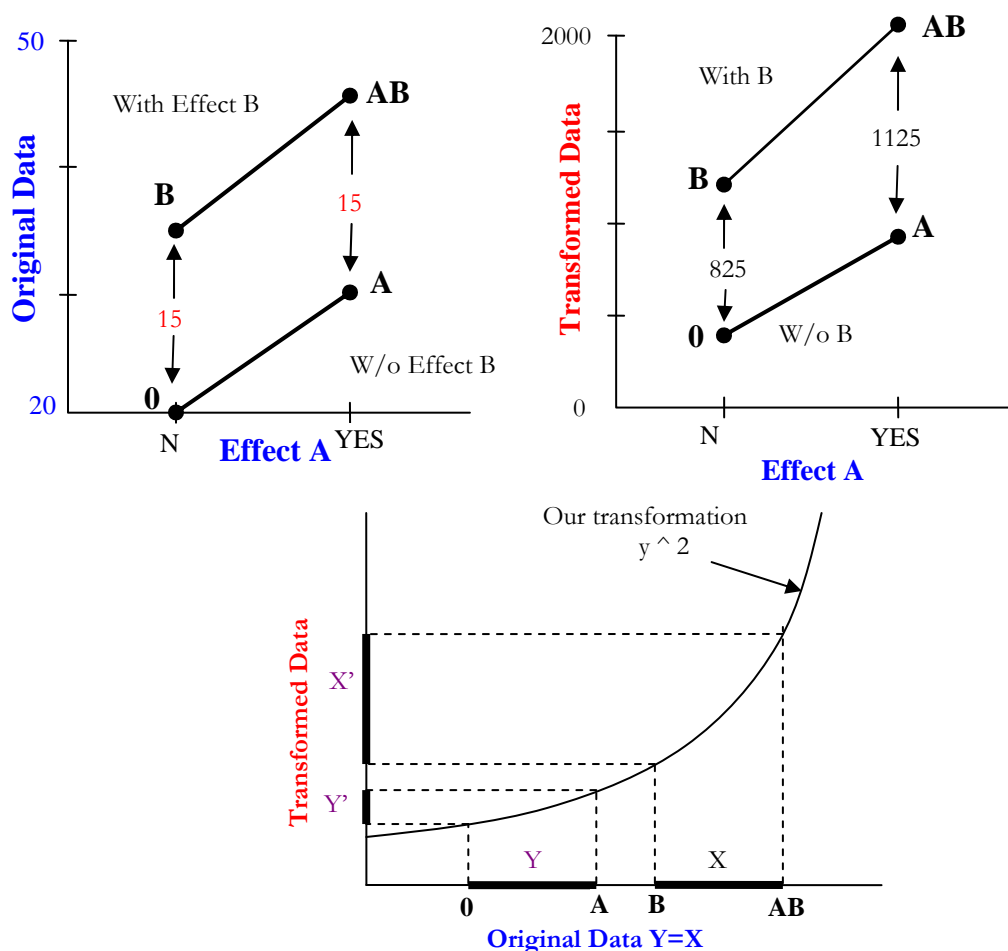 50
Original Data
With Effect B
AB
B
15
15
A
0
W/o Effect B
20
N
YES
Effect A
2000
Transformed Data
With B
AB
1125
B
825
A
0
W/o B
0
N
YES
Effect A
Our transformation
y ^ 2
Transformed Data
X’
Y’
Y
X
0
A
B
AB
Original Data Y=X